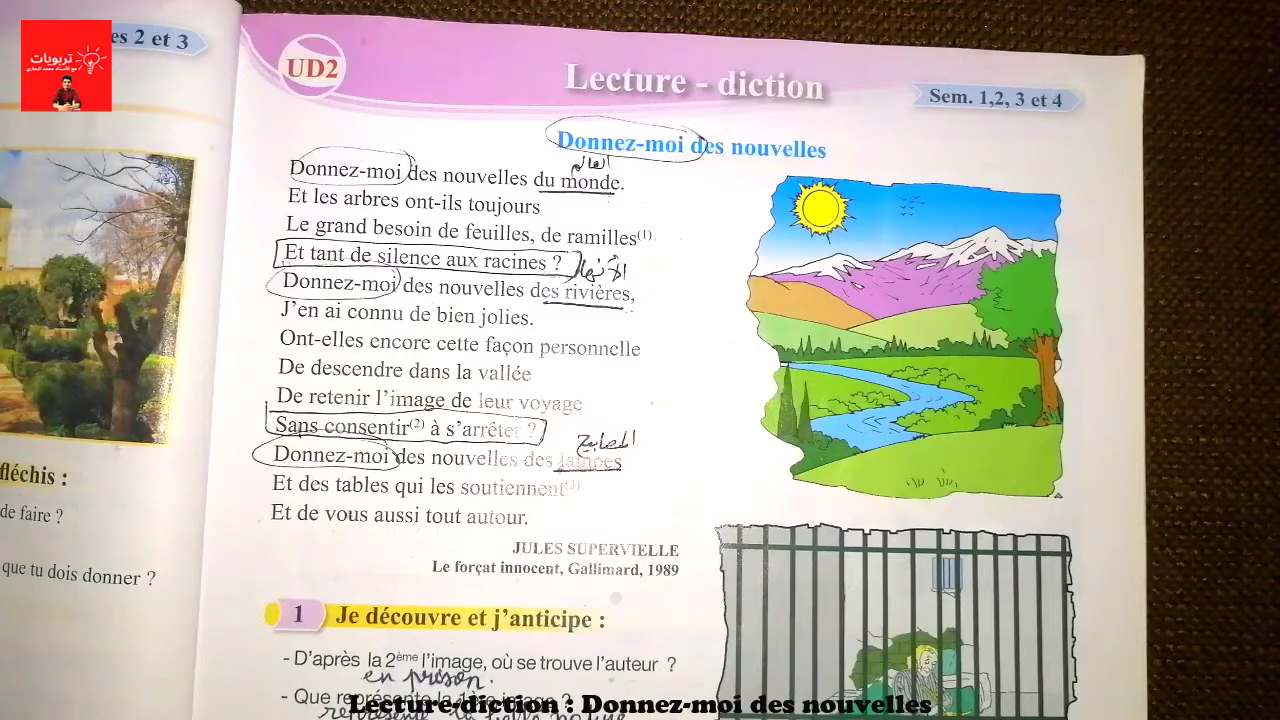 تربويات
es 2 et 3
UD2
Lecture - diction
Sem. 1,2, 3 et 4
Donnez-moi des nouvelles
العالم
Donnez-moi des nouvelles du monde.
Et les arbres ont-ils toujours
Le grand besoin de feuilles, de ramilles(1)
Et tant de silence aux racines ?
الأنهار
Donnez-moi des nouvelles des rivières,
J'en ai connu de bien jolies.
Ont-elles encore cette façon personnelle
De descendre dans la vallée
De retenir l'image de leur voyage
Sans consentir(2) à s'arrêter ?
المصابيح
Donnez-moi des nouvelles des lampes
Et des tables qui les soutiennent(3)
Et de vous aussi tout autour.
JULES SUPERVIELLE
Le forçat innocent, Gallimard, 1989
fléchis :
de faire ?
que tu dois donner ?
1 Je découvre et j'anticipe :
- D'après la 2ème l'image, où se trouve l'auteur ?
en prison.
- Que représente la 1ère image ?
représente la
Lecture-diction : Donnez-moi des nouvelles